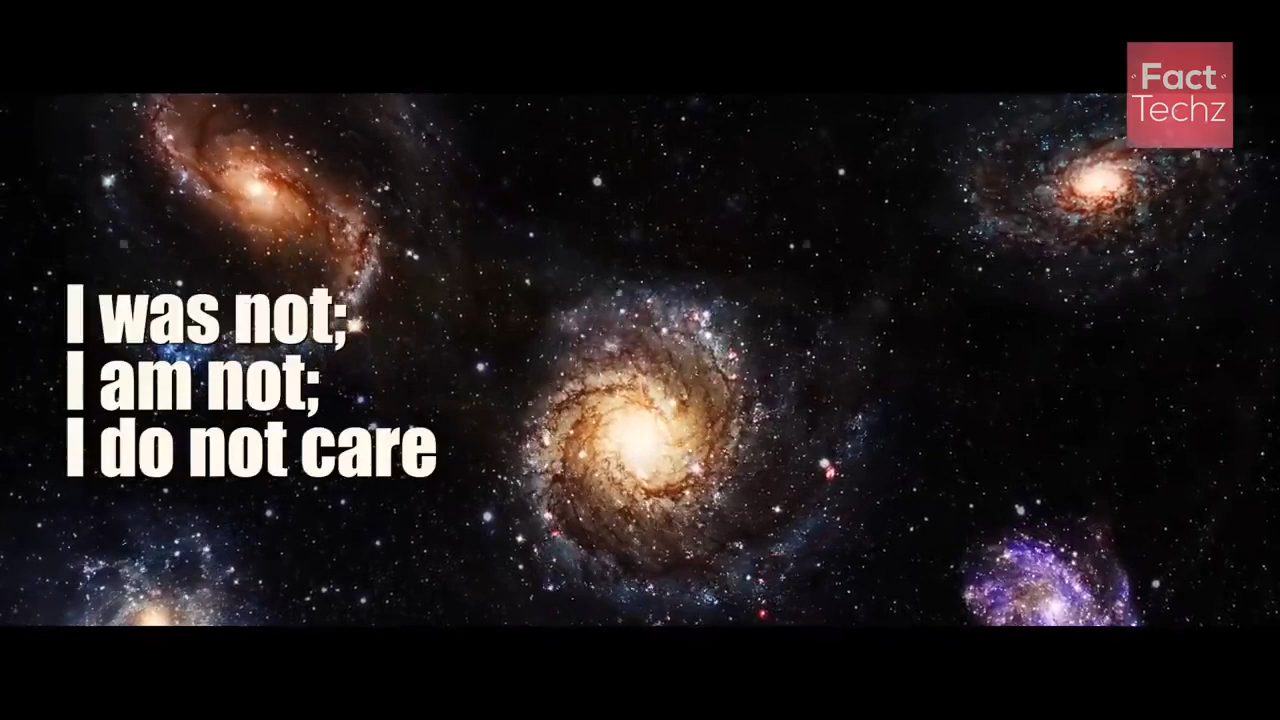 Fact
Techz
I was not;
I am not;
I do not care